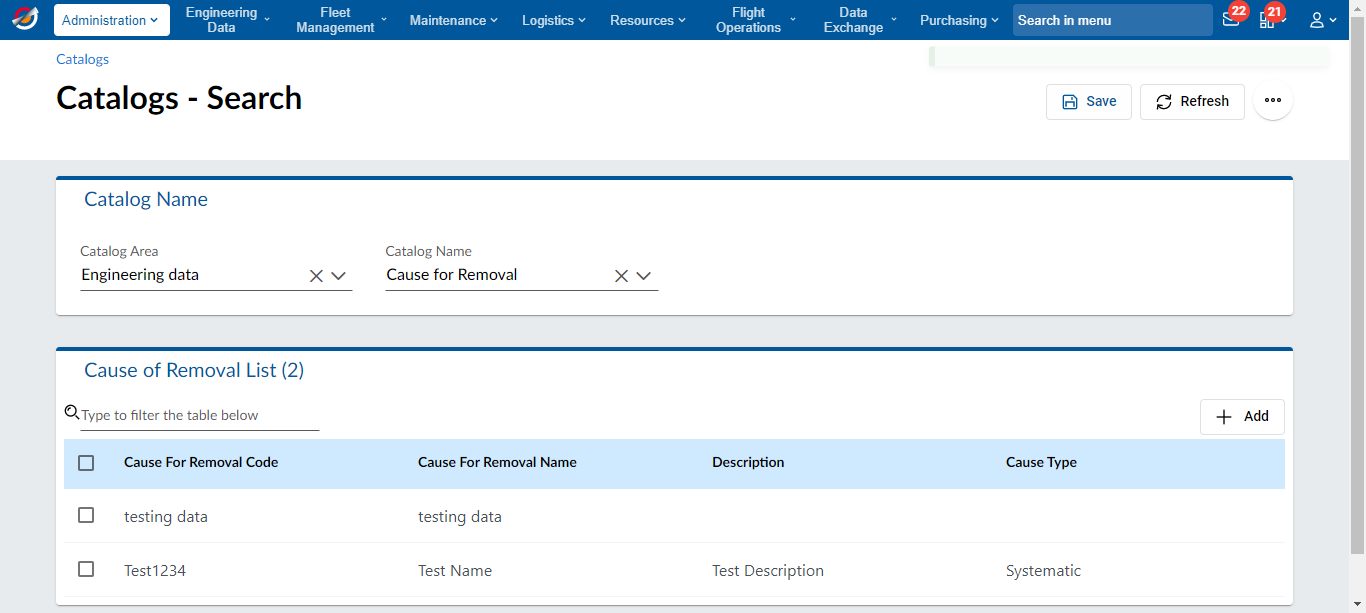 Administration
Engineering
Data
Fleet
Management
Maintenance
Logistics
Resources
Flight
Operations
Data
Exchange
Purchasing
Search in menu
22
21
Catalogs
Catalogs - Search
Save
Refresh
Catalog Name
Catalog Area
Catalog Name
Engineering data
Cause for Removal
Cause of Removal List (2)
Type to filter the table below
Add
Cause For Removal Code Cause For Removal Name Description Cause Type
testing data testing data
Test1234 Test Name Test Description Systematic